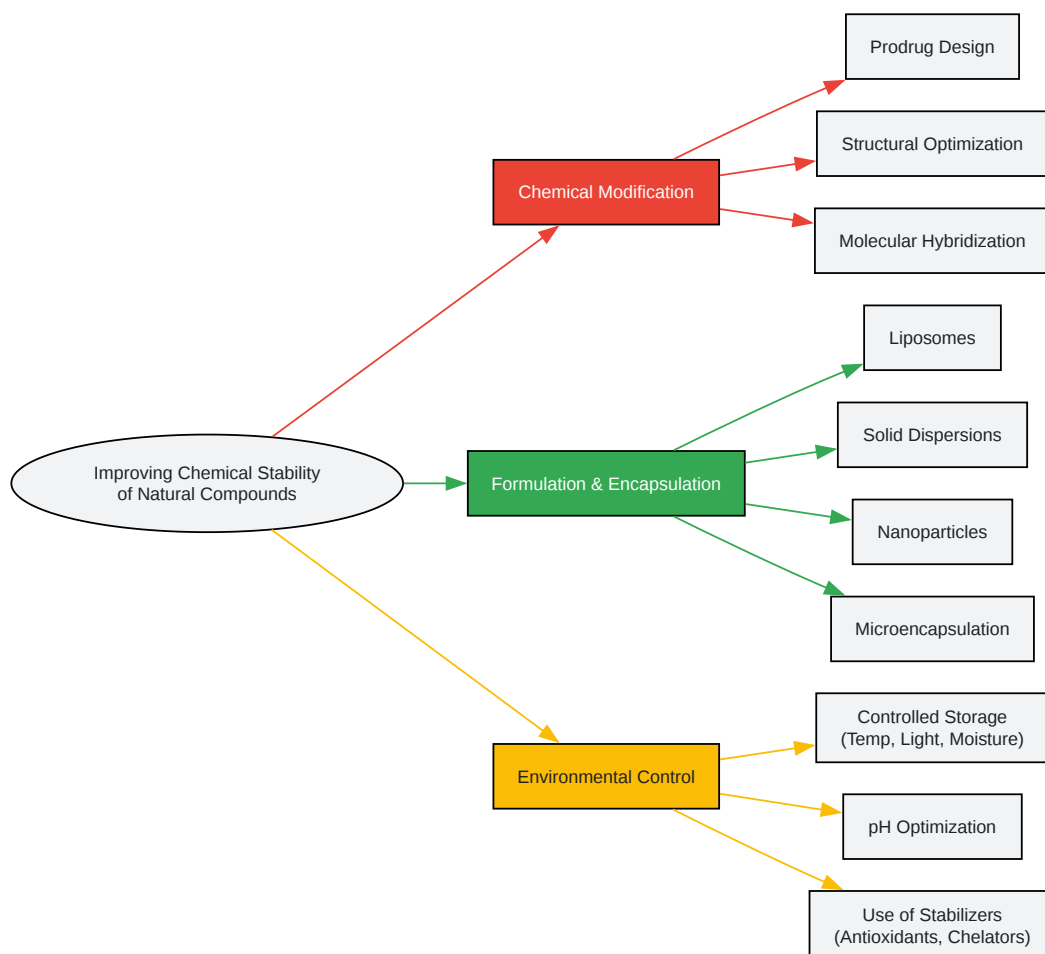 Prodrug Design
Structural Optimization
Chemical Modification
Molecular Hybridization
Liposomes
Solid Dispersions
Improving Chemical Stability
of Natural Compounds
Formulation & Encapsulation
Nanoparticles
Microencapsulation
Controlled Storage
(Temp, Light, Moisture)
Environmental Control
pH Optimization
Use of Stabilizers
(Antioxidants, Chelators)